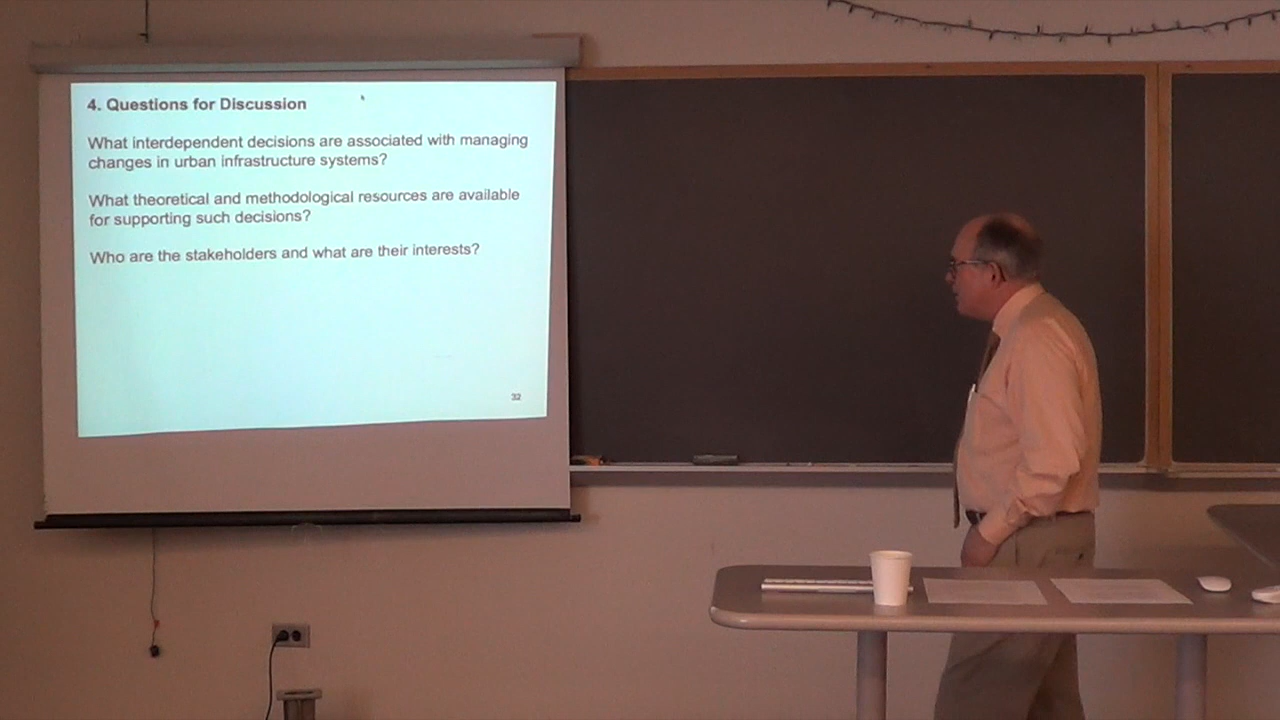 4. Questions for Discussion
What interdependent decisions are associated with managing
changes in urban infrastructure systems?
What theoretical and methodological resources are available
for supporting such decisions?
Who are the stakeholders and what are their interests?
32